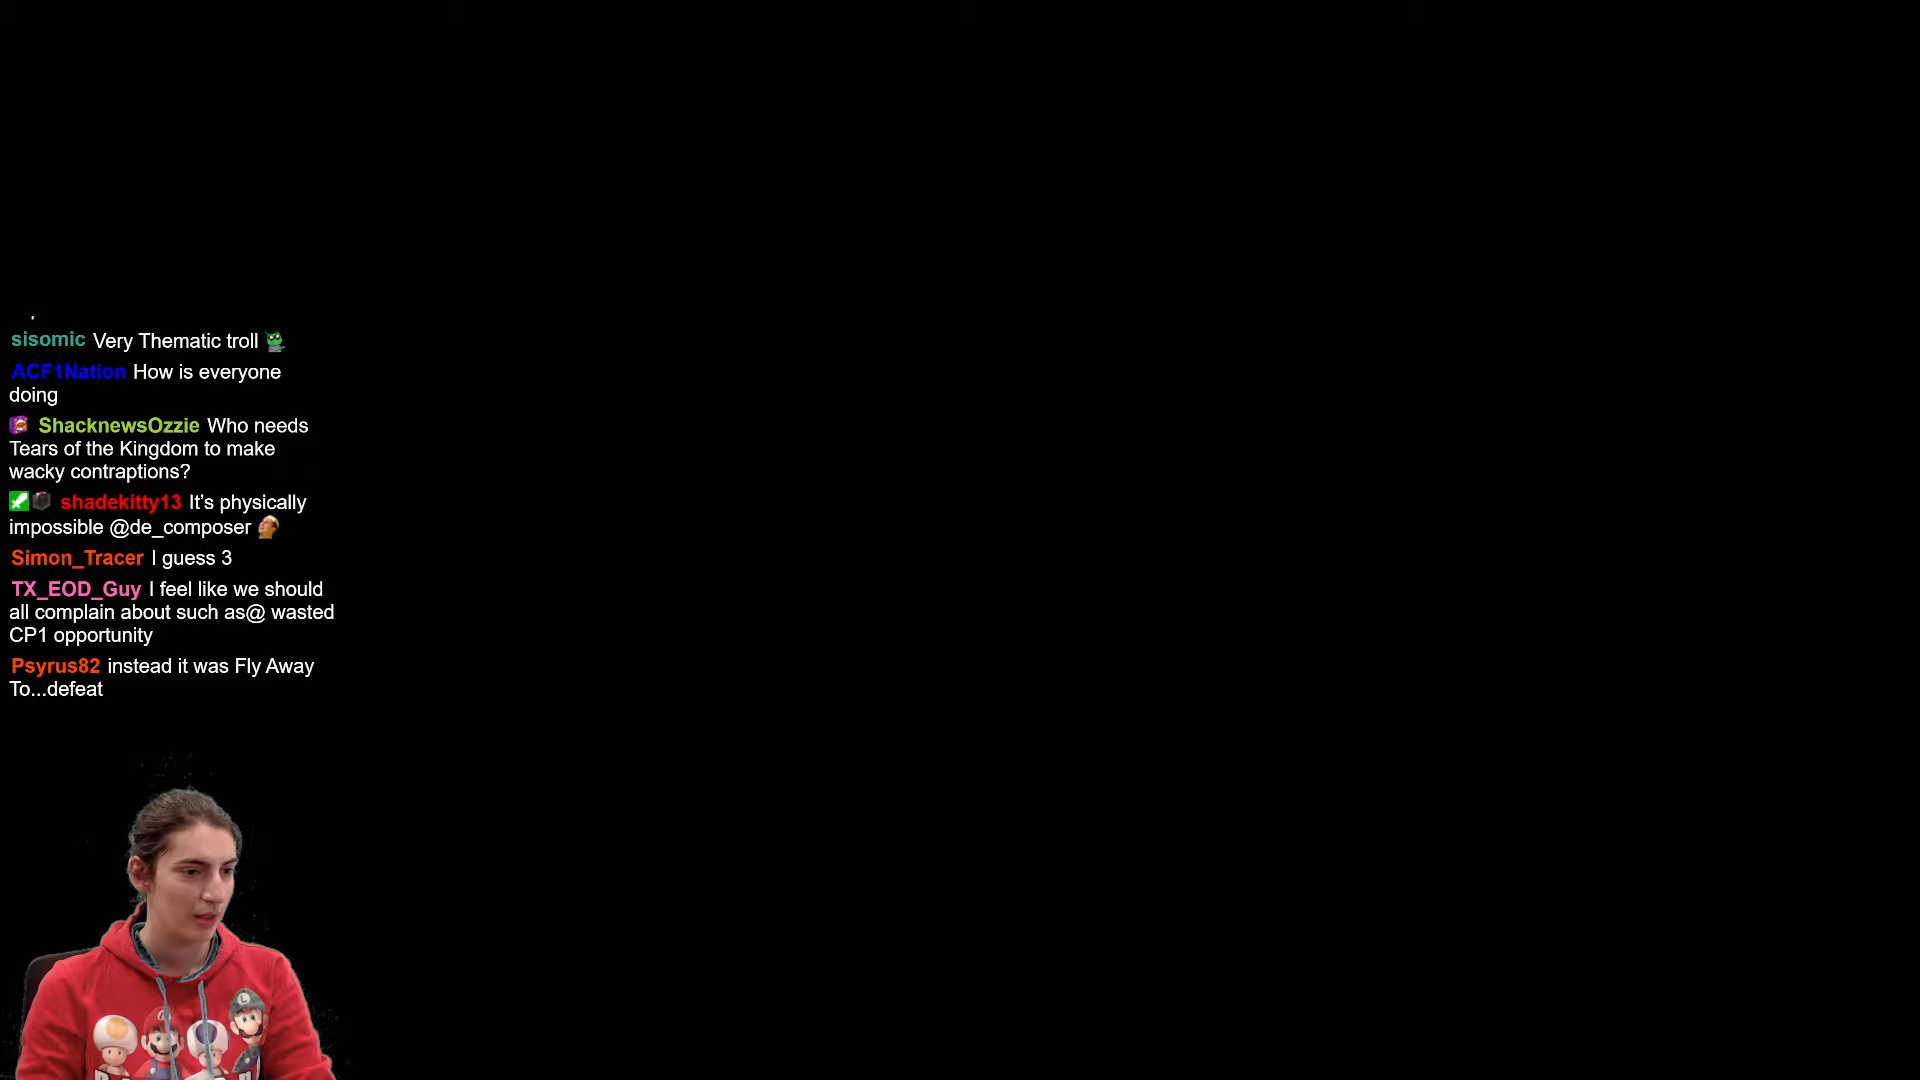 sisomic Very Thematic troll
ACF1Nation How is everyone
doing
ShacknewsOzzie Who needs
Tears of the Kingdom to make
wacky contraptions?
shadekitty13 It's physically
impossible @de_composer
Simon_Tracer I guess 3
TX_EOD_Guy I feel like we should
all complain about such as@ wasted
CP1 opportunity
Psyrus82 instead it was Fly Away
To...defeat
L